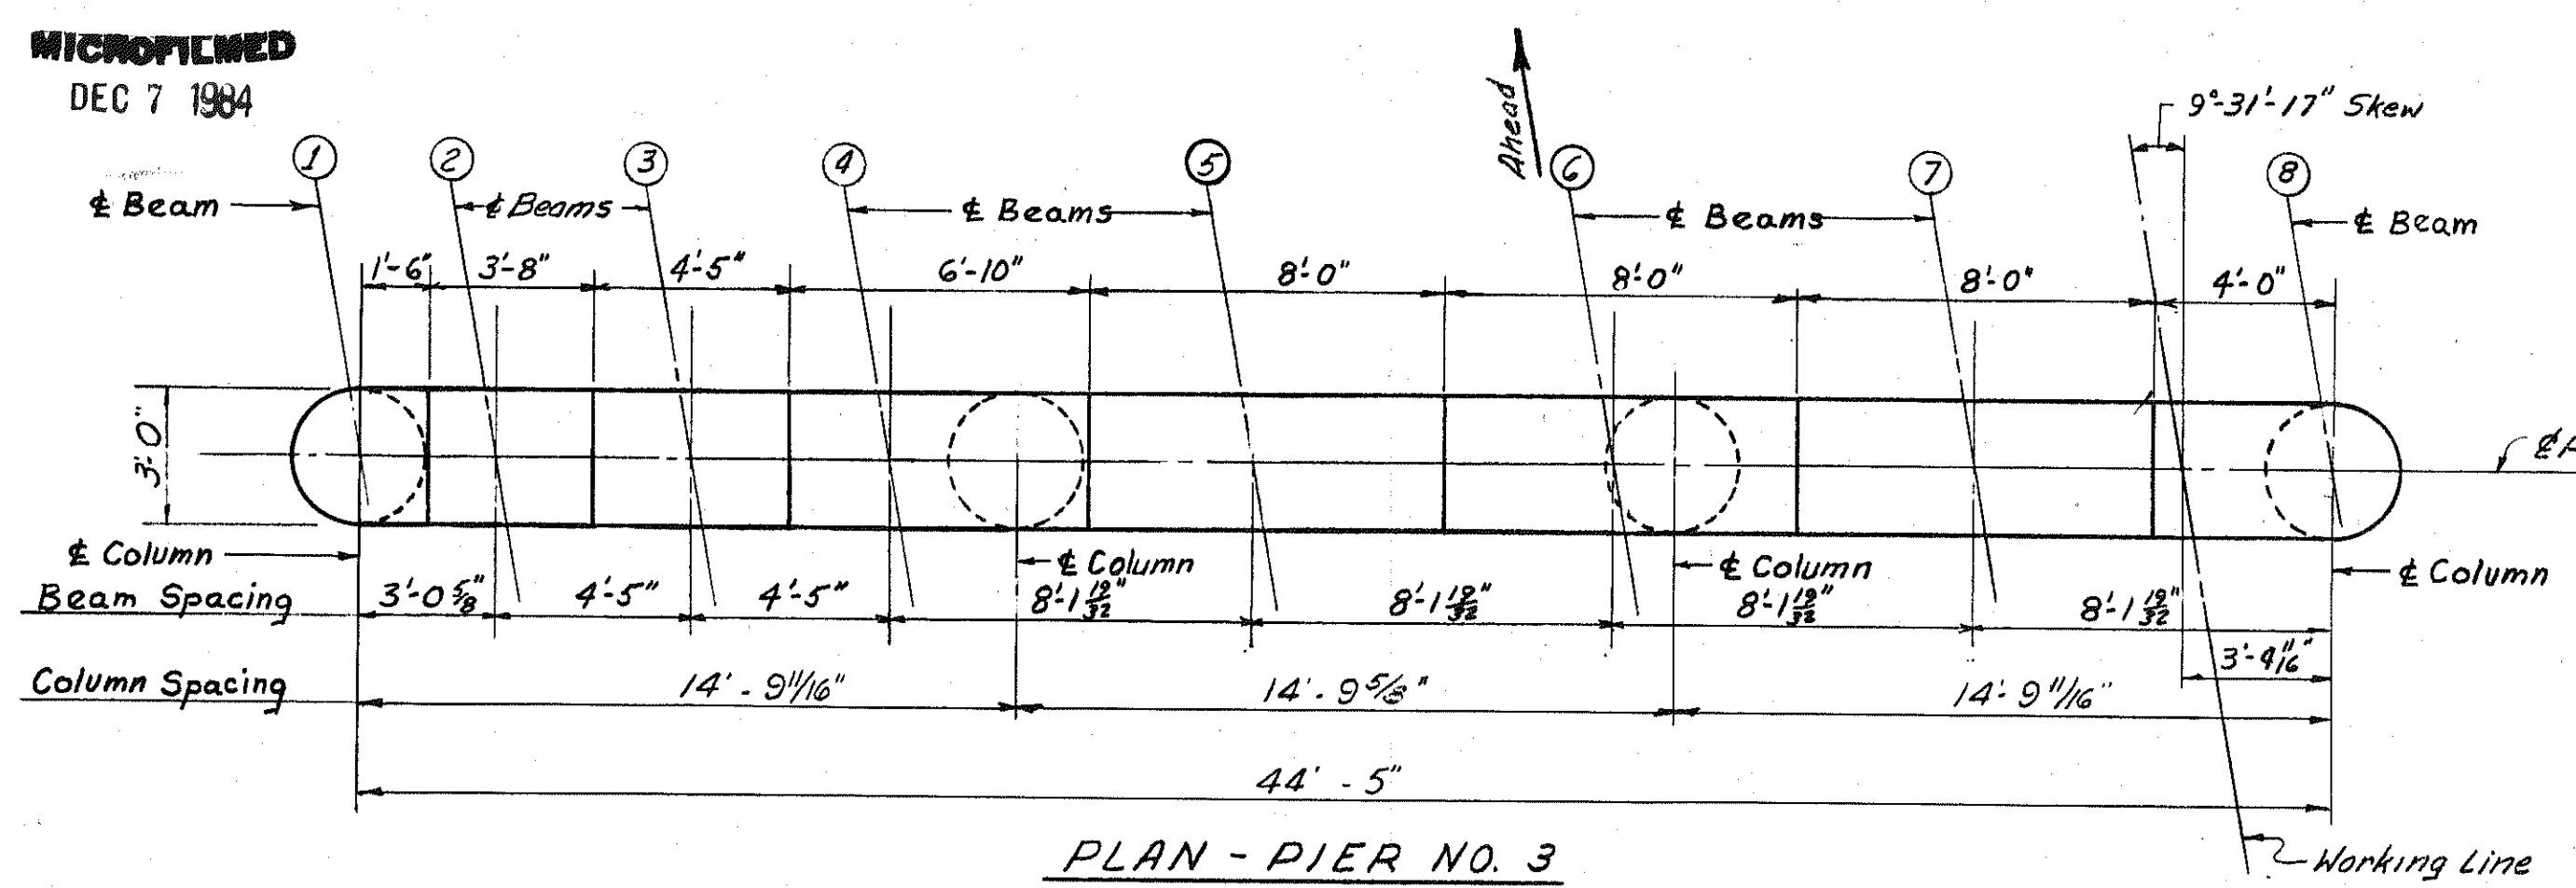 MICROFILMED
DEC 7 1984
Ahead
9°-31'-17" Skew
1 2 3 4 5 6 7 8
℄ Beam ℄ Beams ℄ Beams ℄ Beams ℄ Beam
1'-6" 3'-8" 4'-5" 6'-10" 8'-0" 8'-0" 8'-0" 4'-0"
3'-0"
℄
℄ Column ℄ Column ℄ Column ℄ Column
Beam Spacing 3'-0 5/8" 4'-5" 4'-5" 8'-1 19/32" 8'-1 19/32" 8'-1 19/32" 8'-1 19/32"
3'-4 11/16"
Column Spacing 14'-9 11/16" 14'-9 5/8" 14'-9 11/16"
44'-5"
PLAN - PIER NO. 3
Working Line